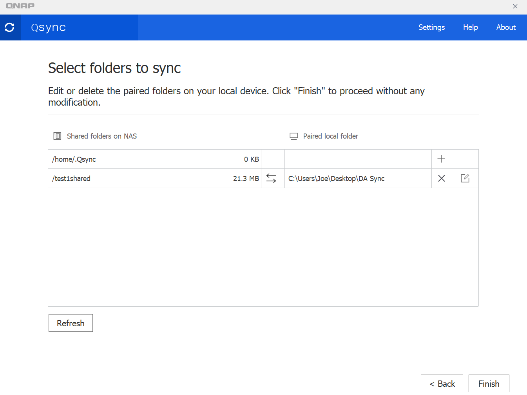 QNAP
Qsync
Settings
Help
About
Select folders to sync
Edit or delete the paired folders on your local device. Click "Finish" to proceed without any
modification.
Shared folders on NAS
Paired local folder
/home/.Qsync
0 KB
/test1shared
21.3 MB
C:\Users\Joe\Desktop\DA Sync
Refresh
< Back
Finish